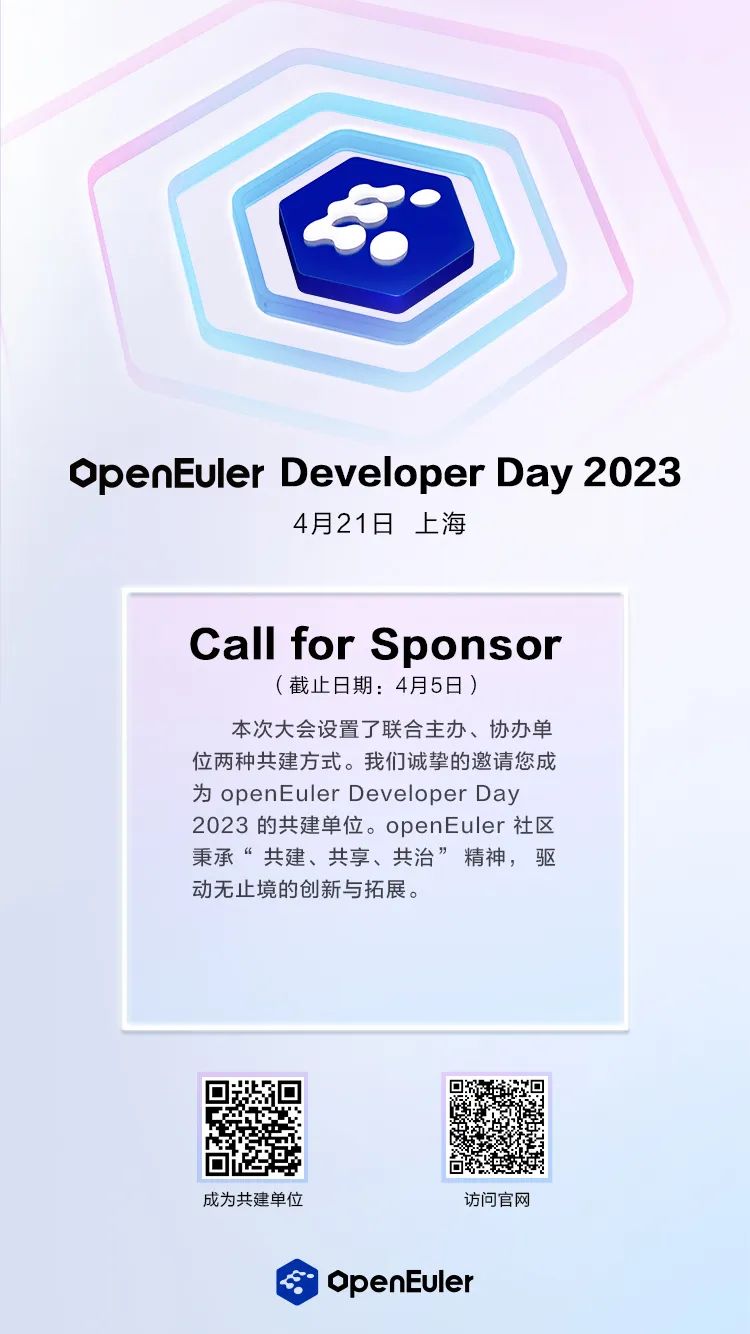 OpenEuler Developer Day 2023
4月21日 上海
Call for Sponsor
（截止日期：4月5日）
本次大会设置了联合主办、协办单
位两种共建方式。我们诚挚的邀请您成
为 openEuler Developer Day
2023 的共建单位。openEuler 社区
秉承“ 共建、共享、共治” 精神， 驱
动无止境的创新与拓展。
成为共建单位
访问官网
OpenEuler